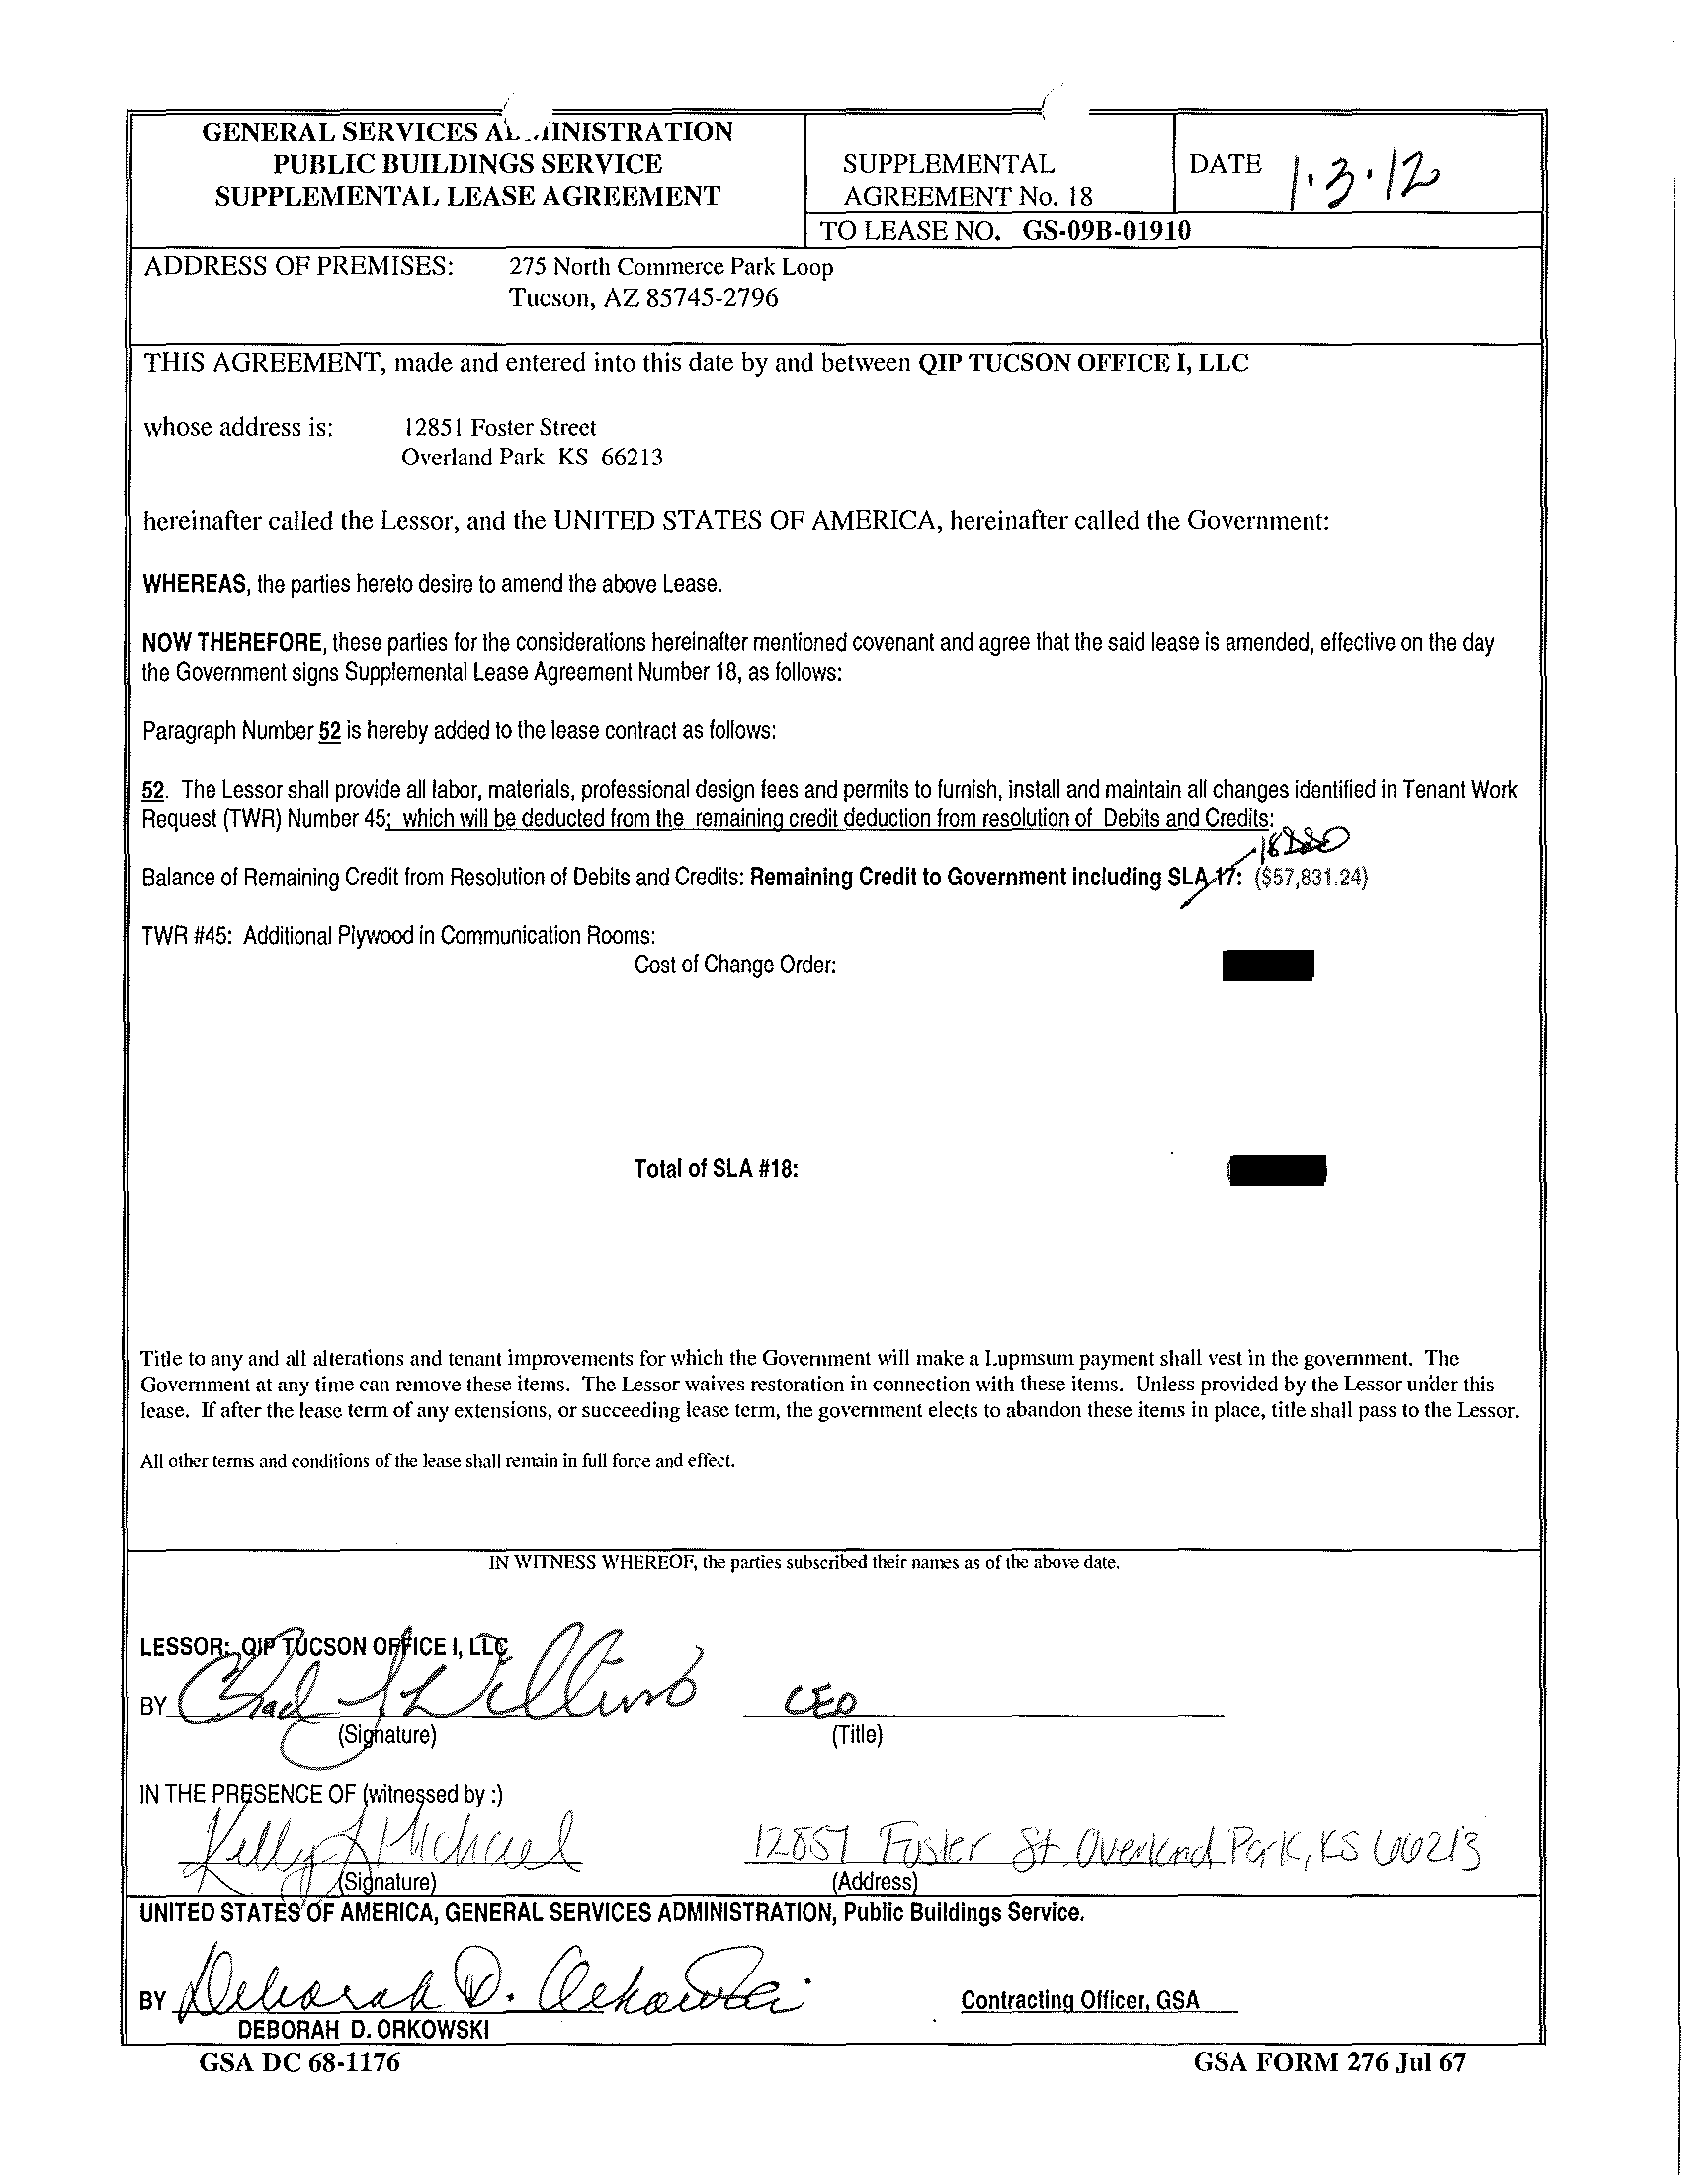 GENERAL SERVICES AL...INISTRATION
PUBLIC BUILDINGS SERVICE
SUPPLEMENTAL LEASE AGREEMENT
SUPPLEMENTAL
AGREEMENT No. 18
DATE 1.3.12
TO LEASE NO. GS-09B-01910
ADDRESS OF PREMISES: 275 North Commerce Park Loop
Tucson, AZ 85745-2796
THIS AGREEMENT, made and entered into this date by and between QIP TUCSON OFFICE I, LLC
whose address is: 12851 Foster Street
Overland Park KS 66213
hereinafter called the Lessor, and the UNITED STATES OF AMERICA, hereinafter called the Government:
WHEREAS, the parties hereto desire to amend the above Lease.
NOW THEREFORE, these parties for the considerations hereinafter mentioned covenant and agree that the said lease is amended, effective on the day
the Government signs Supplemental Lease Agreement Number 18, as follows:
Paragraph Number 52 is hereby added to the lease contract as follows:
52. The Lessor shall provide all labor, materials, professional design fees and permits to furnish, install and maintain all changes identified in Tenant Work
Request (TWR) Number 45; which will be deducted from the remaining credit deduction from resolution of Debits and Credits:
18
Balance of Remaining Credit from Resolution of Debits and Credits: Remaining Credit to Government including SLA 17: ($57,831.24)
TWR #45: Additional Plywood in Communication Rooms:
Cost of Change Order:
Total of SLA #18:
Title to any and all alterations and tenant improvements for which the Government will make a Lupmsum payment shall vest in the government. The
Government at any time can remove these items. The Lessor waives restoration in connection with these items. Unless provided by the Lessor under this
lease. If after the lease term of any extensions, or succeeding lease term, the government elects to abandon these items in place, title shall pass to the Lessor.
All other terms and conditions of the lease shall remain in full force and effect.
IN WITNESS WHEREOF, the parties subscribed their names as of the above date.
LESSOR: QIP TUCSON OFFICE I, LLC
BY Chad CEO
(Signature) (Title)
IN THE PRESENCE OF (witnessed by :)
Kelly Michael 12851 Foster St Overland Park, KS 66213
(Signature) (Address)
UNITED STATES OF AMERICA, GENERAL SERVICES ADMINISTRATION, Public Buildings Service.
BY Deborah D. Orkowski Contracting Officer, GSA
DEBORAH D. ORKOWSKI
GSA DC 68-1176 GSA FORM 276 Jul 67